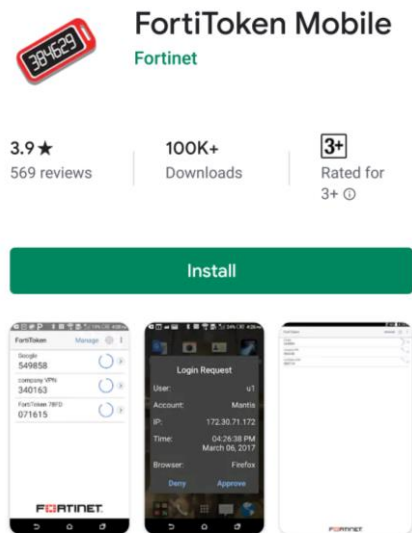 384629
FortiToken Mobile
Fortinet
3.9★
569 reviews
100K+
Downloads
3+
Rated for
3+
Install
FortiToken
Manage
Google
549858
company VPN
340163
FortiToken 78FD
071615
FORTINET
Login Request
User: u1
Account: Mantis
IP: 172.30.71.172
Time: 04:26:38 PM
March 06, 2017
Browser: Firefox
Deny
Approve
FORTINET